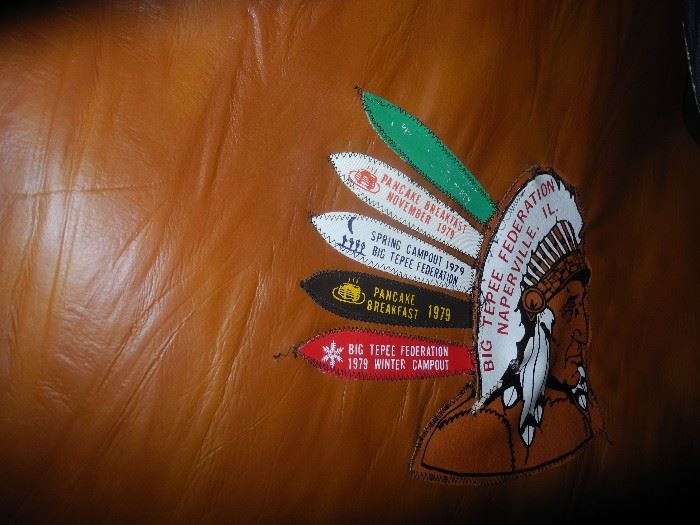 PANCAKE BREAKFAST
NOVEMBER 1979
SPRING CAMPOUT 1979
BIG TEPEE FEDERATION
PANCAKE
BREAKFAST 1979
BIG TEPEE FEDERATION
1979 WINTER CAMPOUT
BIG TEPEE FEDERATION
NAPERVILLE, IL.